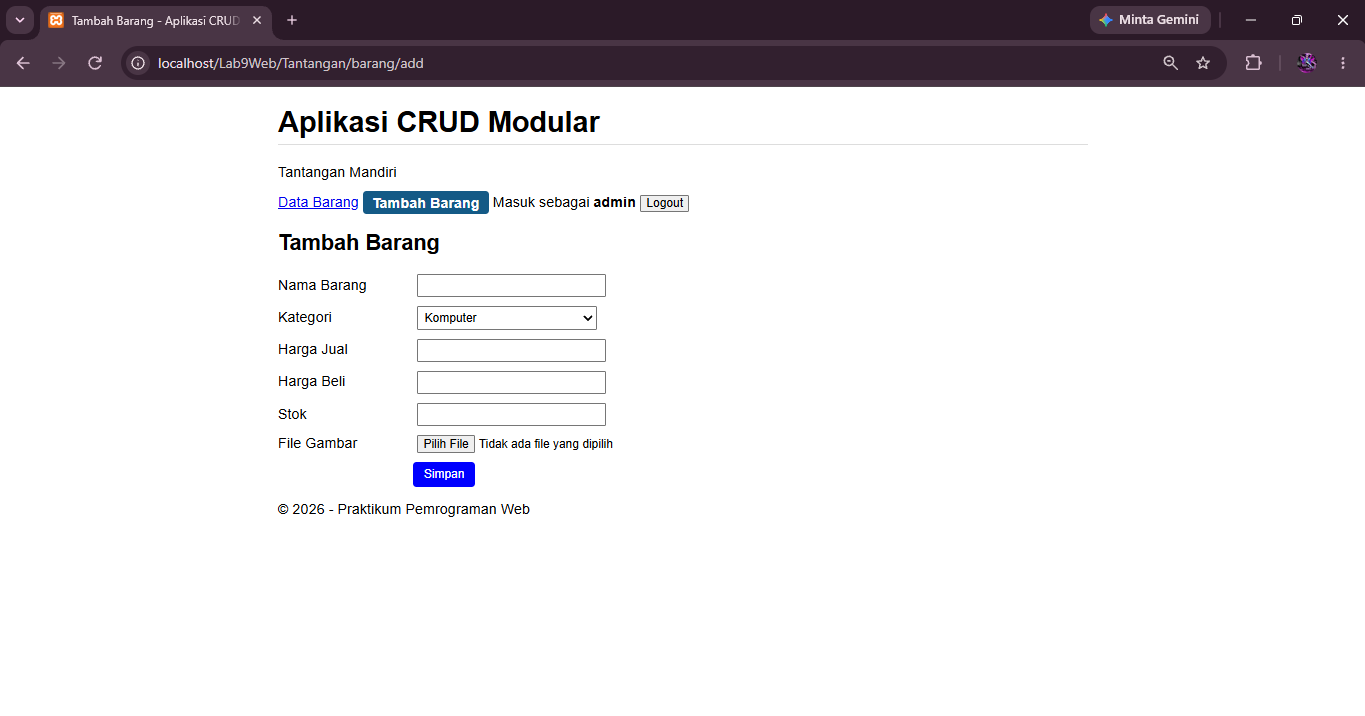 Tambah Barang - Aplikasi CRUD
Minta Gemini
localhost/Lab9Web/Tantangan/barang/add
Aplikasi CRUD Modular
Tantangan Mandiri
Data Barang Tambah Barang Masuk sebagai admin Logout
Tambah Barang
Nama Barang
Kategori Komputer
Harga Jual
Harga Beli
Stok
File Gambar Pilih File Tidak ada file yang dipilih
Simpan
© 2026 - Praktikum Pemrograman Web